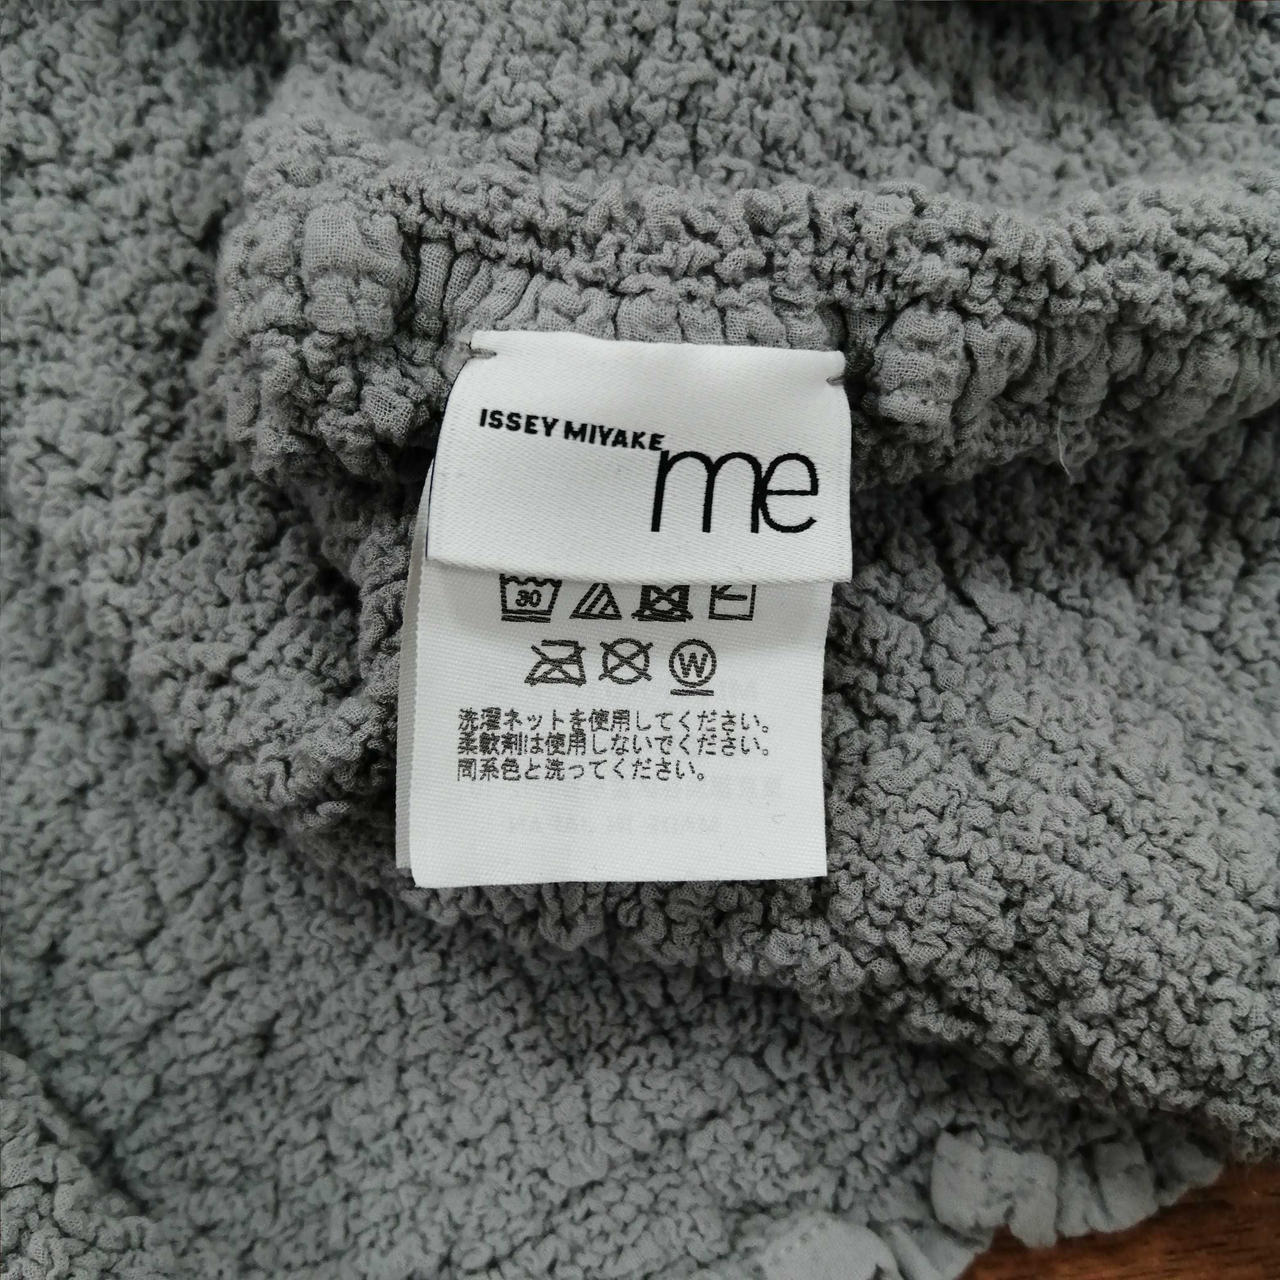 ISSEY MIYAKE
me
30
W
洗濯ネットを使用してください。
柔軟剤は使用しないでください。
同系色と洗ってください。